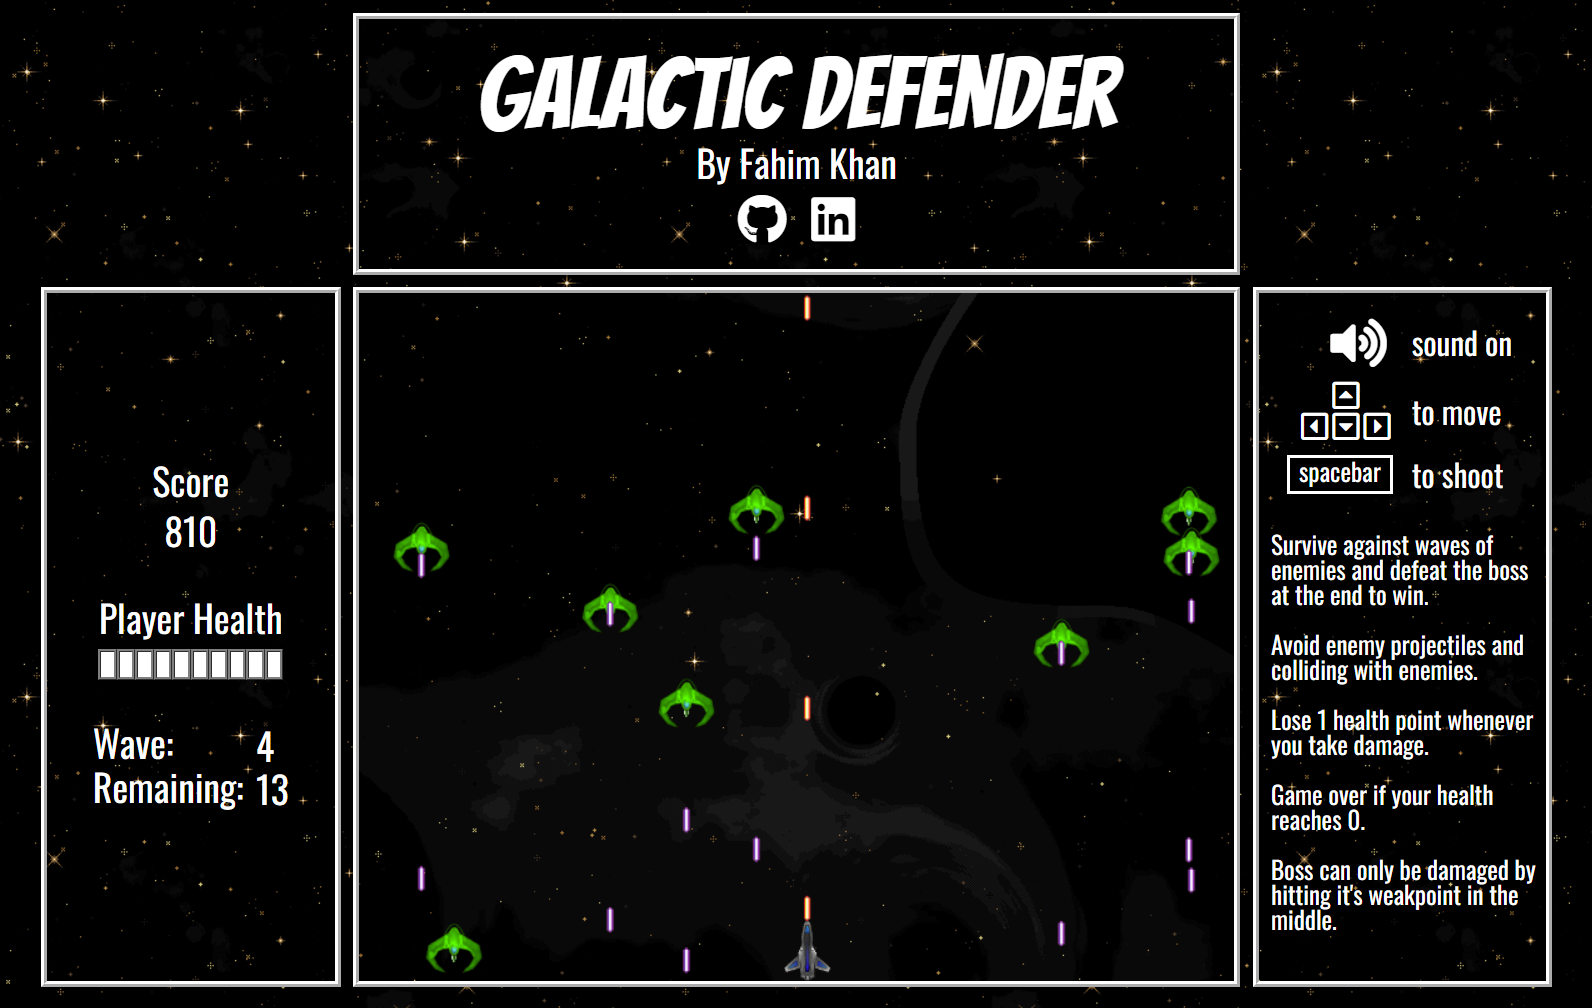 GALACTIC DEFENDER
By Fahim Khan
in
Score
810
Player Health
Wave: 4
Remaining: 13
sound on
to move
spacebar to shoot
Survive against waves of
enemies and defeat the boss
at the end to win.
Avoid enemy projectiles and
colliding with enemies.
Lose 1 health point whenever
you take damage.
Game over if your health
reaches 0.
Boss can only be damaged by
hitting it's weakpoint in the
middle.